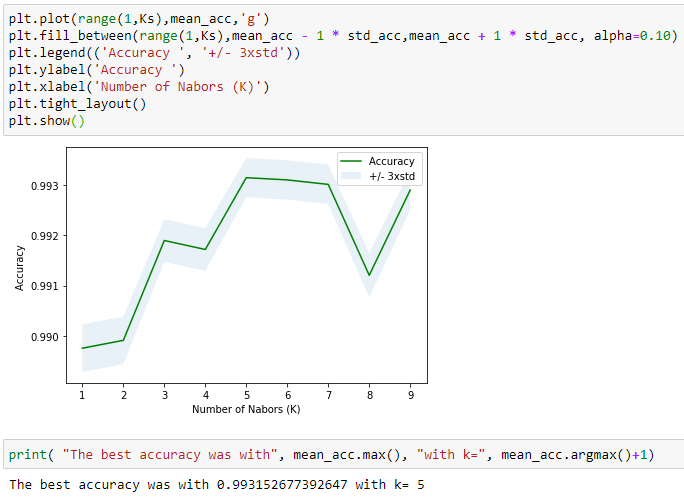 plt.plot(range(1,Ks),mean_acc,'g')
plt.fill_between(range(1,Ks),mean_acc - 1 * std_acc,mean_acc + 1 * std_acc, alpha=0.10)
plt.legend(('Accuracy ', '+/- 3xstd'))
plt.ylabel('Accuracy ')
plt.xlabel('Number of Nabors (K)')
plt.tight_layout()
plt.show()
Accuracy
+/- 3xstd
0.993
0.992
0.991
0.990
Accuracy
1 2 3 4 5 6 7 8 9
Number of Nabors (K)
print( "The best accuracy was with", mean_acc.max(), "with k=", mean_acc.argmax()+1)
The best accuracy was with 0.993152677392647 with k= 5